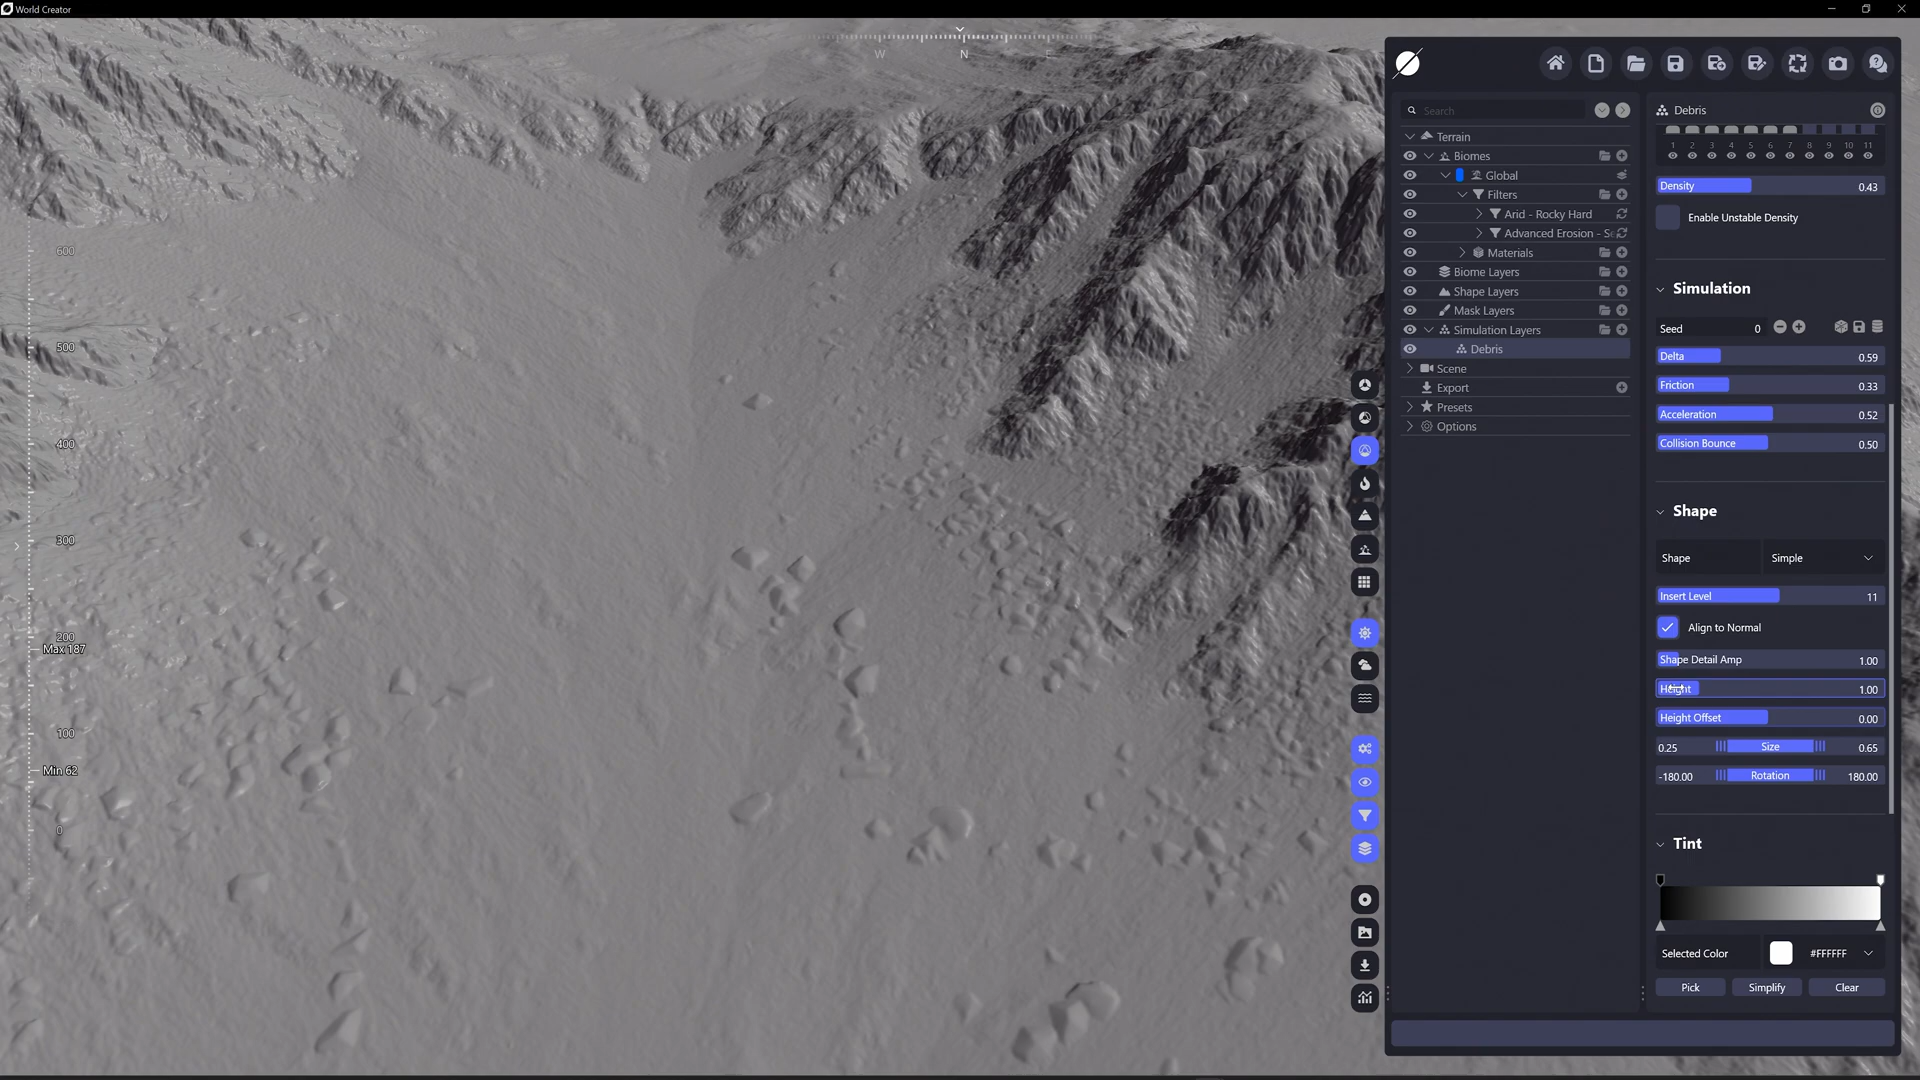 World Creator
W
N
E
600
500
400
300
200
Max 187
100
Min 62
0
Search
Terrain
Biomes
Global
Filters
Arid - Rocky Hard
Advanced Erosion - Se
Materials
Biome Layers
Shape Layers
Mask Layers
Simulation Layers
Debris
Scene
Export
Presets
Options
Debris
1 2 3 4 5 6 7 8 9 10 11
Density 0.43
Enable Unstable Density
Simulation
Seed 0
Delta 0.59
Friction 0.33
Acceleration 0.52
Collision Bounce 0.50
Shape
Shape Simple
Insert Level 11
Align to Normal
Shape Detail Amp 1.00
Height 1.00
Height Offset 0.00
0.25 Size 0.65
-180.00 Rotation 180.00
Tint
Selected Color #FFFFFF
Pick Simplify Clear